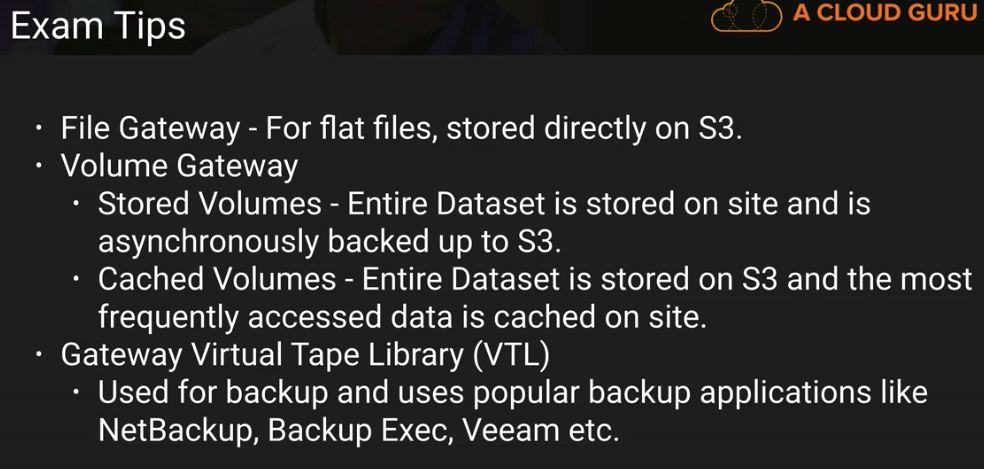 Exam Tips
A CLOUD GURU
• File Gateway - For flat files, stored directly on S3.
• Volume Gateway
• Stored Volumes - Entire Dataset is stored on site and is
asynchronously backed up to S3.
• Cached Volumes - Entire Dataset is stored on S3 and the most
frequently accessed data is cached on site.
• Gateway Virtual Tape Library (VTL)
• Used for backup and uses popular backup applications like
NetBackup, Backup Exec, Veeam etc.